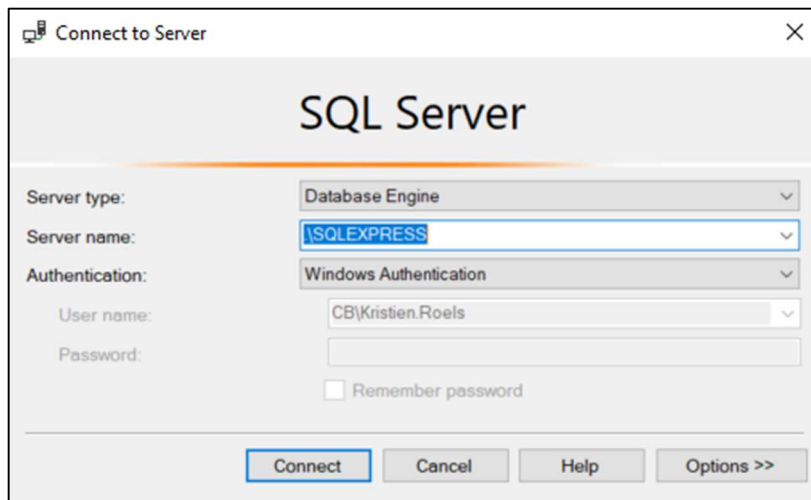 Connect to Server
SQL Server
Server type: Database Engine
Server name: .\SQLEXPRESS
Authentication: Windows Authentication
User name: CB\Kristien.Roels
Password:
Remember password
Connect Cancel Help Options >>